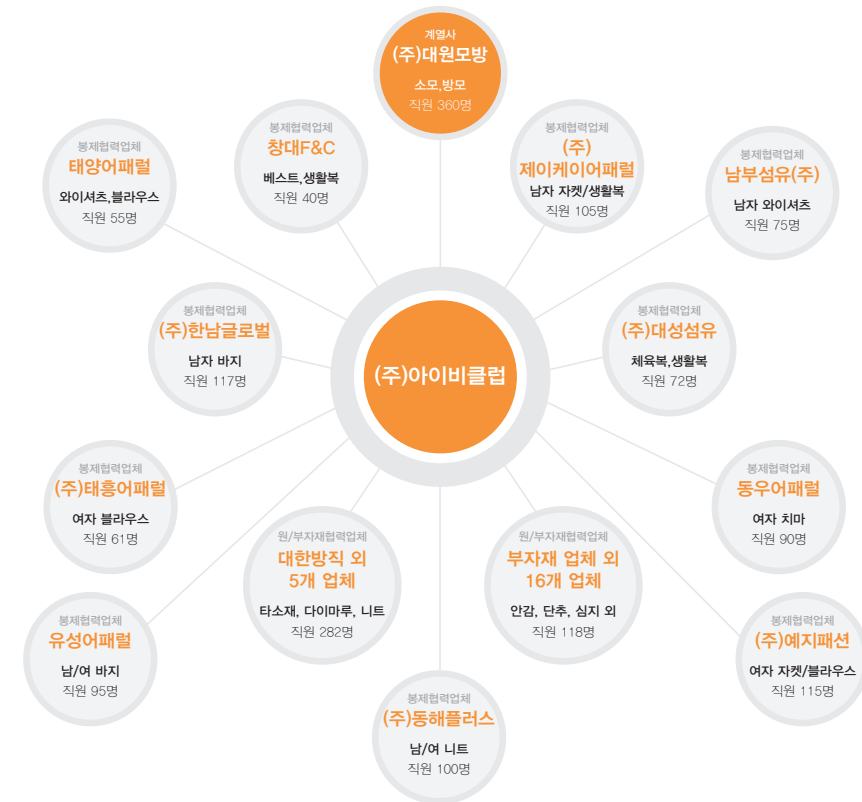 계열사
(주)대원모방
소모,방모
직원 360명
봉제협력업체
창대F&C
베스트,생활복
직원 40명
봉제협력업체
(주)
제이케이어패럴
남자 자켓/생활복
직원 105명
봉제협력업체
태양어패럴
와이셔츠,블라우스
직원 55명
봉제협력업체
남부섬유(주)
남자 와이셔츠
직원 75명
봉제협력업체
(주)한남글로벌
남자 바지
직원 117명
봉제협력업체
(주)대성섬유
체육복,생활복
직원 72명
(주)아이비클럽
봉제협력업체
(주)태흥어패럴
여자 블라우스
직원 61명
봉제협력업체
동우어패럴
여자 치마
직원 90명
원/부자재협력업체
대한방직 외
5개 업체
타소재, 다이마루, 니트
직원 282명
원/부자재협력업체
부자재 업체 외
16개 업체
안감, 단추, 심지 외
직원 118명
봉제협력업체
유성어패럴
남/여 바지
직원 95명
봉제협력업체
(주)예지패션
여자 자켓/블라우스
직원 115명
봉제협력업체
(주)동해플러스
남/여 니트
직원 100명